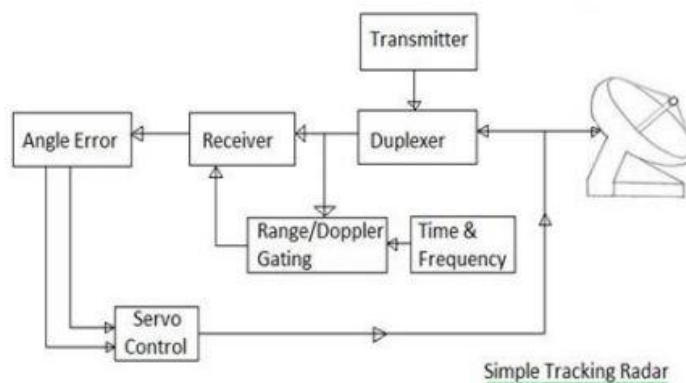 Transmitter
Angle Error
Receiver
Duplexer
Range/Doppler
Gating
Time &
Frequency
Servo
Control
Simple Tracking Radar